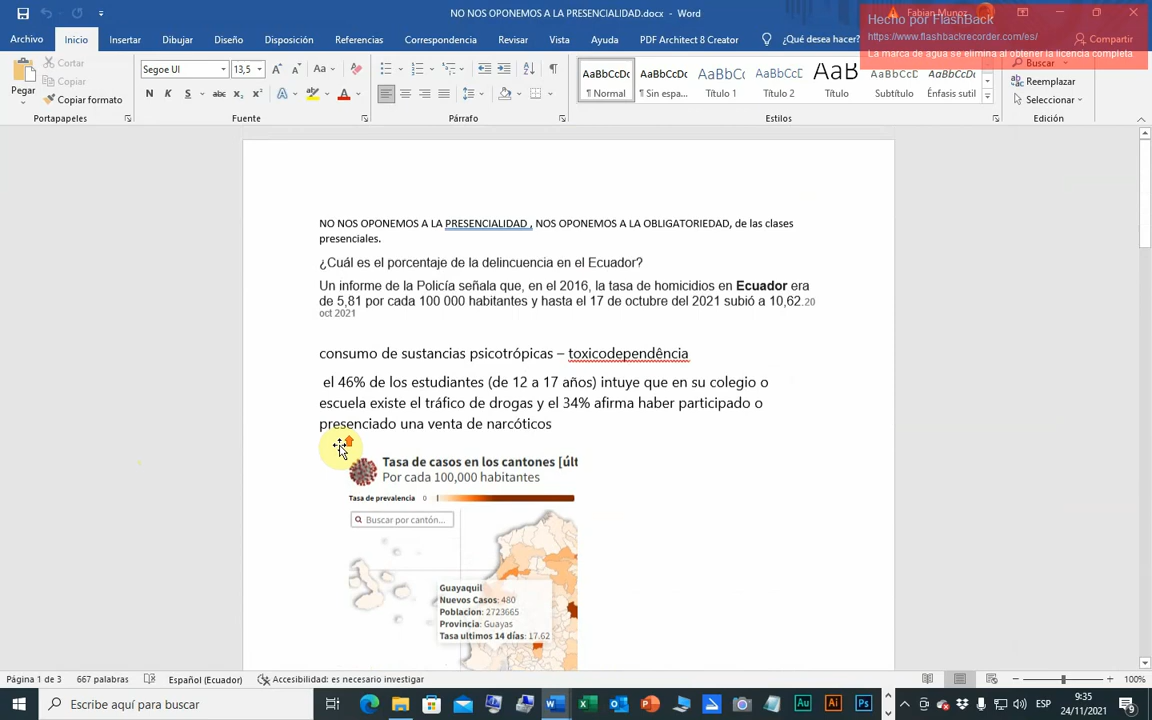 NO NOS OPONEMOS A LA PRESENCIALIDAD.docx - Word
Fabian Munoz
Hecho por FlashBack
https://www.flashbackrecorder.com/es/
La marca de agua se elimina al obtener la licencia completa
Archivo Inicio Insertar Dibujar Diseño Disposición Referencias Correspondencia Revisar Vista Ayuda PDF Architect 8 Creator ¿Qué desea hacer? Compartir
Pegar
Cortar
Copiar
Copiar formato
Portapapeles
Segoe UI 13,5
N K S abc x₂ x²
Fuente
Párrafo
AaBbCcDc AaBbCcDc AaBbCc AaBbCcD AaB AaBbCcD AaBbCcDc
¶ Normal ¶ Sin espa... Título 1 Título 2 Título Subtítulo Énfasis sutil
Estilos
Buscar
Reemplazar
Seleccionar
Edición
NO NOS OPONEMOS A LA PRESENCIALIDAD , NOS OPONEMOS A LA OBLIGATORIEDAD, de las clases
presenciales.
¿Cuál es el porcentaje de la delincuencia en el Ecuador?
Un informe de la Policía señala que, en el 2016, la tasa de homicidios en Ecuador era
de 5,81 por cada 100 000 habitantes y hasta el 17 de octubre del 2021 subió a 10,62.20
oct 2021
consumo de sustancias psicotrópicas – toxicodependência
el 46% de los estudiantes (de 12 a 17 años) intuye que en su colegio o
escuela existe el tráfico de drogas y el 34% afirma haber participado o
presenciado una venta de narcóticos
Tasa de casos en los cantones [últ
Por cada 100,000 habitantes
Tasa de prevalencia 0
Buscar por cantón...
Guayaquil
Nuevos Casos: 480
Poblacion: 2723665
Provincia: Guayas
Tasa ultimos 14 días: 17.62
Página 1 de 3 667 palabras Español (Ecuador) Accesibilidad: es necesario investigar 100%
Escribe aquí para buscar
ESP
9:35
24/11/2021